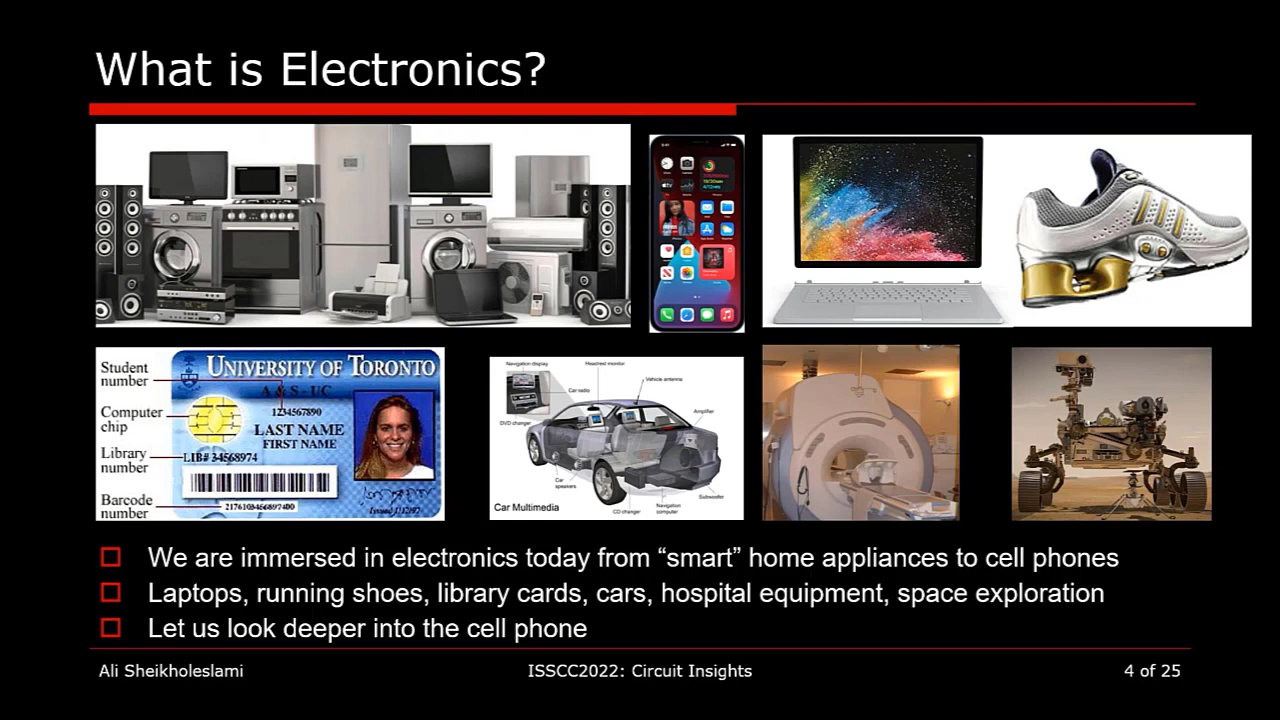 What is Electronics?
Student
number
Computer
chip
Library
number
Barcode
number
UNIVERSITY OF TORONTO
A & S - UC
1234567890
LAST NAME
FIRST NAME
LIB# 34568974
Issued
Navigation display
Headrest monitor
Car radio
Vehicle antenna
DVD changer
Amplifier
Car
speakers
Subwoofer
CD changer
Navigation
computer
Car Multimedia
We are immersed in electronics today from “smart” home appliances to cell phones
Laptops, running shoes, library cards, cars, hospital equipment, space exploration
Let us look deeper into the cell phone
Ali Sheikholeslami
ISSCC2022: Circuit Insights
4 of 25